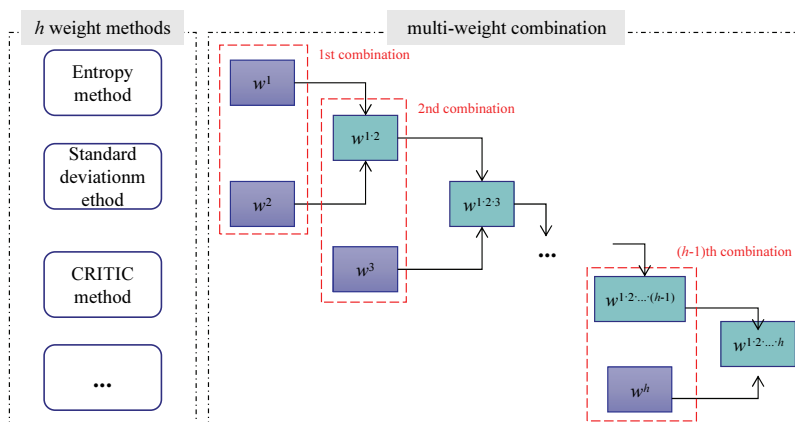 h weight methods
Entropy
method
Standard
deviationm
ethod
CRITIC
method
...
multi-weight combination
1st combination
w¹
2nd combination
w¹·²
w²
w¹·²·³
w³
...
(h-1)th combination
w¹·²·...·⁽ʰ⁻¹⁾
w¹·²·...·ʰ
wʰ